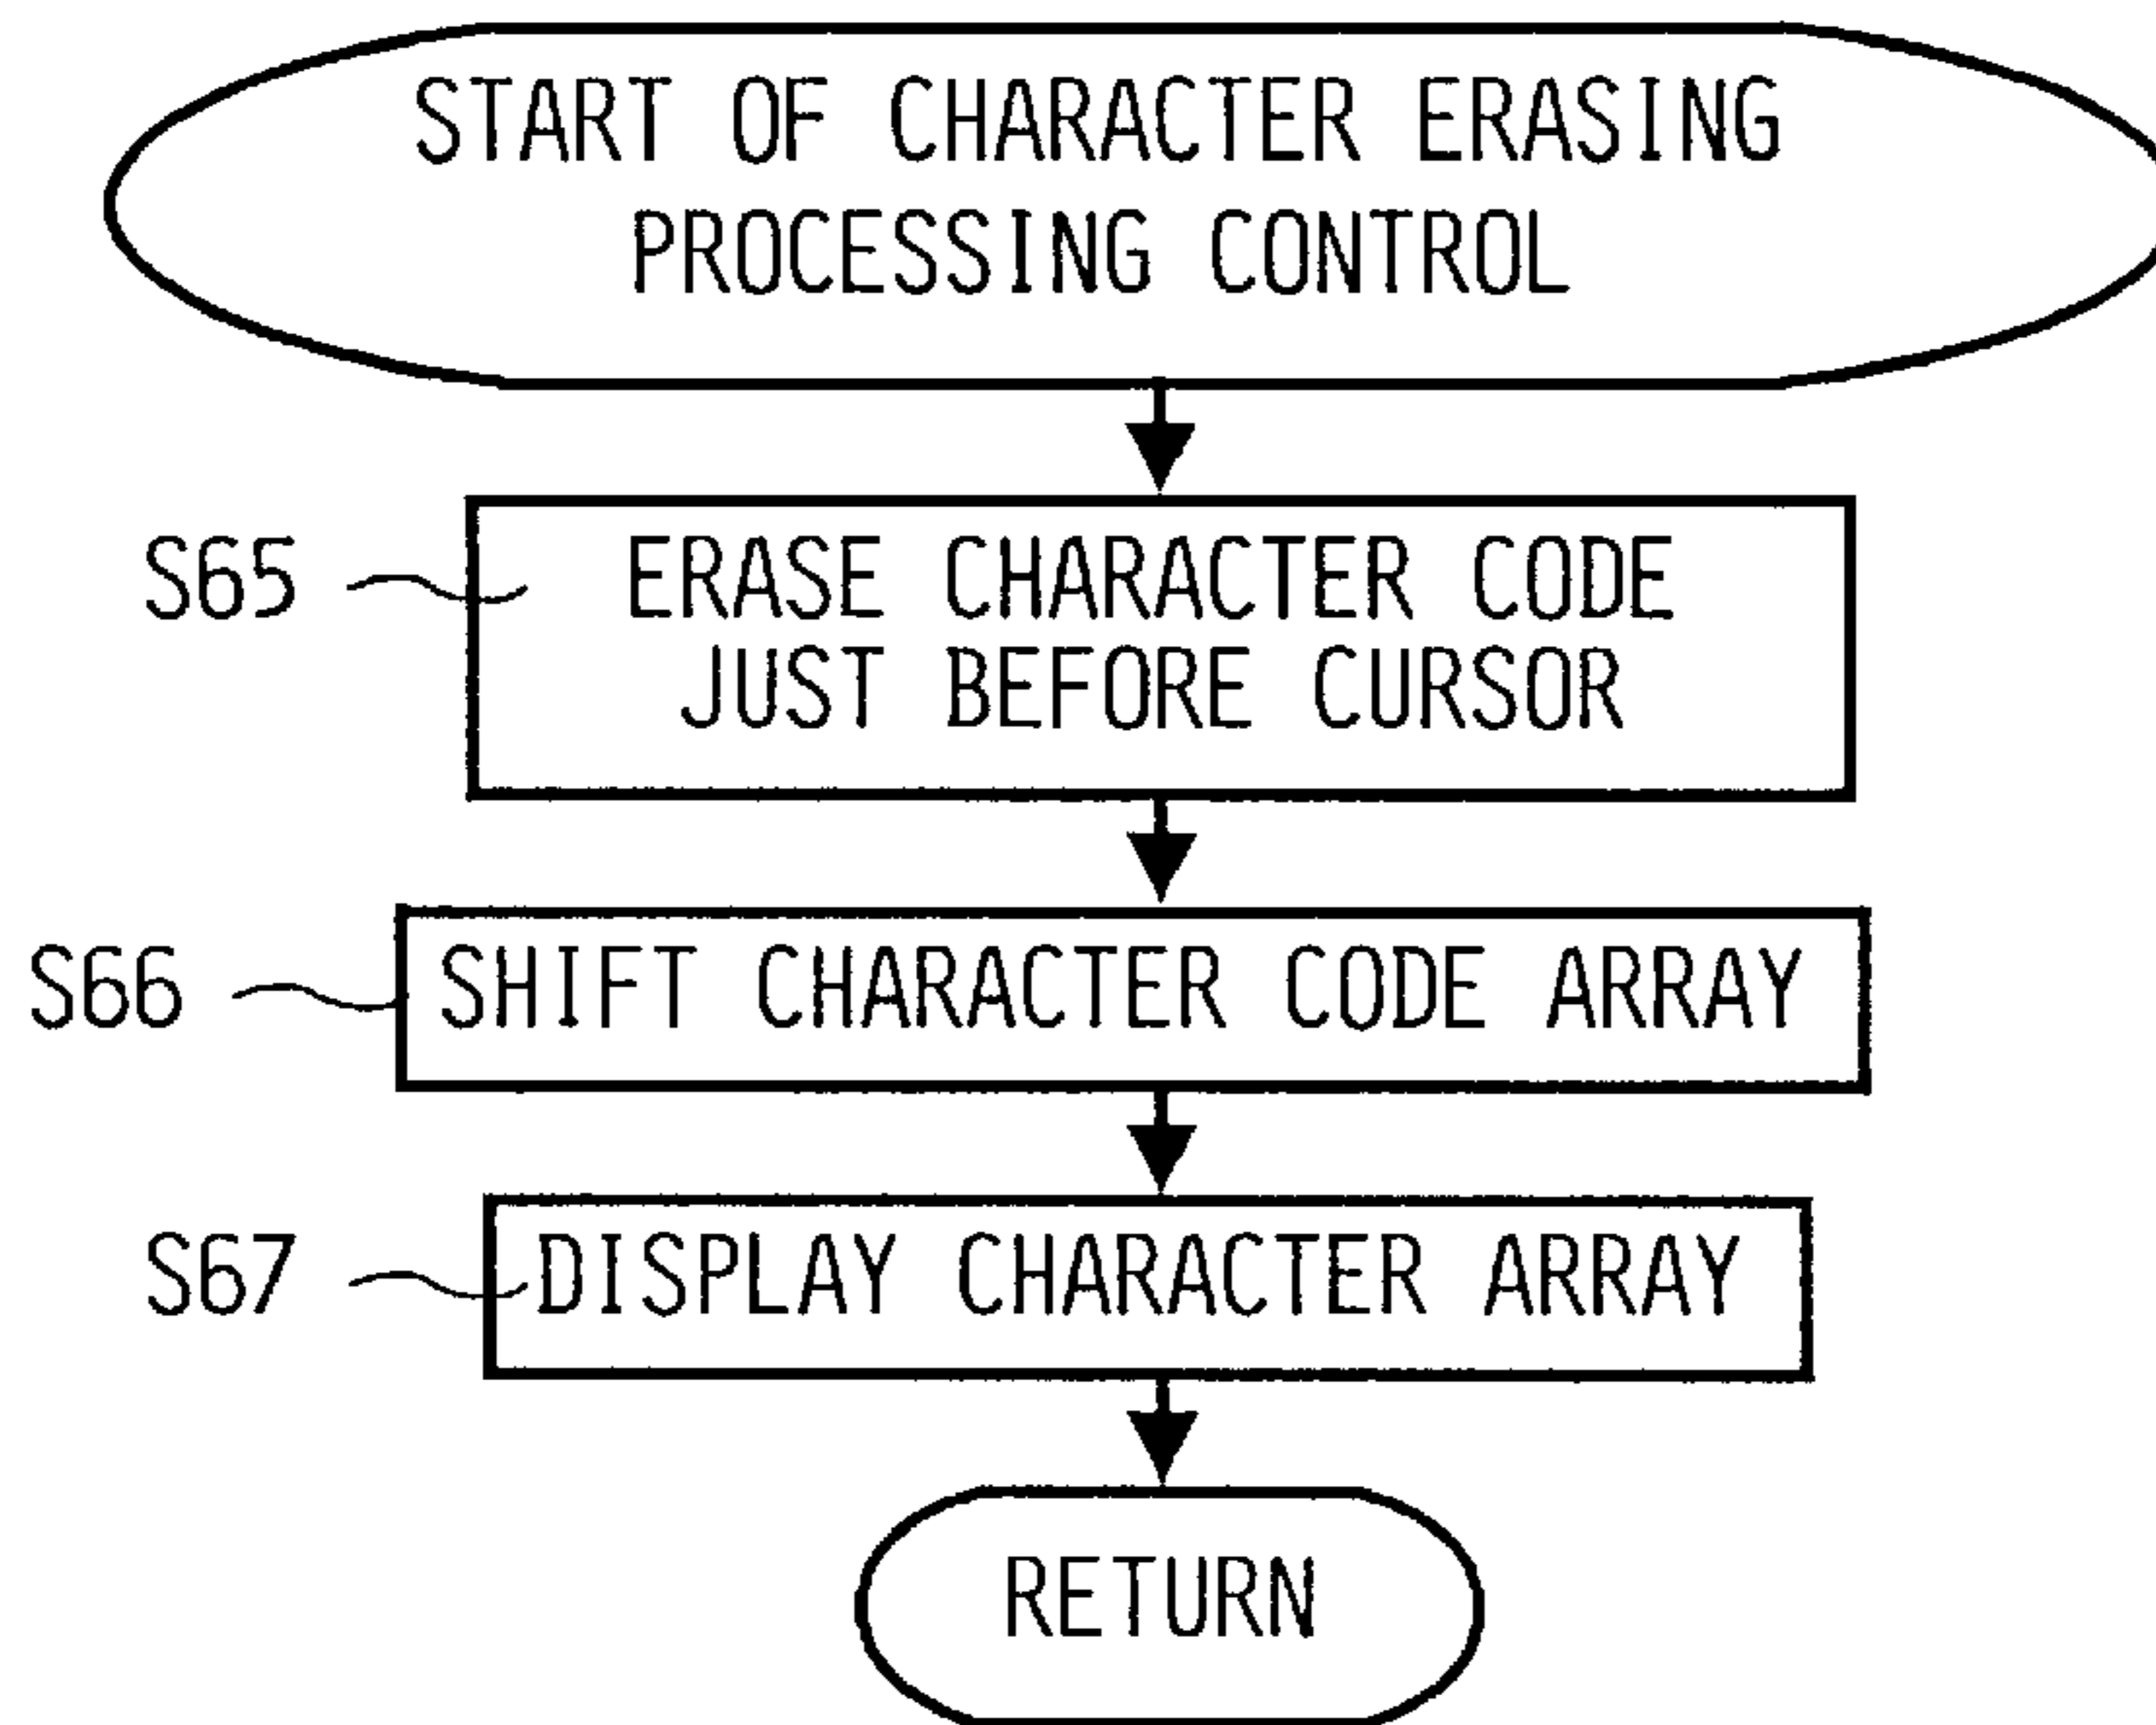 START OF CHARACTER ERASING
PROCESSING CONTROL
S65
ERASE CHARACTER CODE
JUST BEFORE CURSOR
S66
SHIFT CHARACTER CODE ARRAY
S67
DISPLAY CHARACTER ARRAY
RETURN